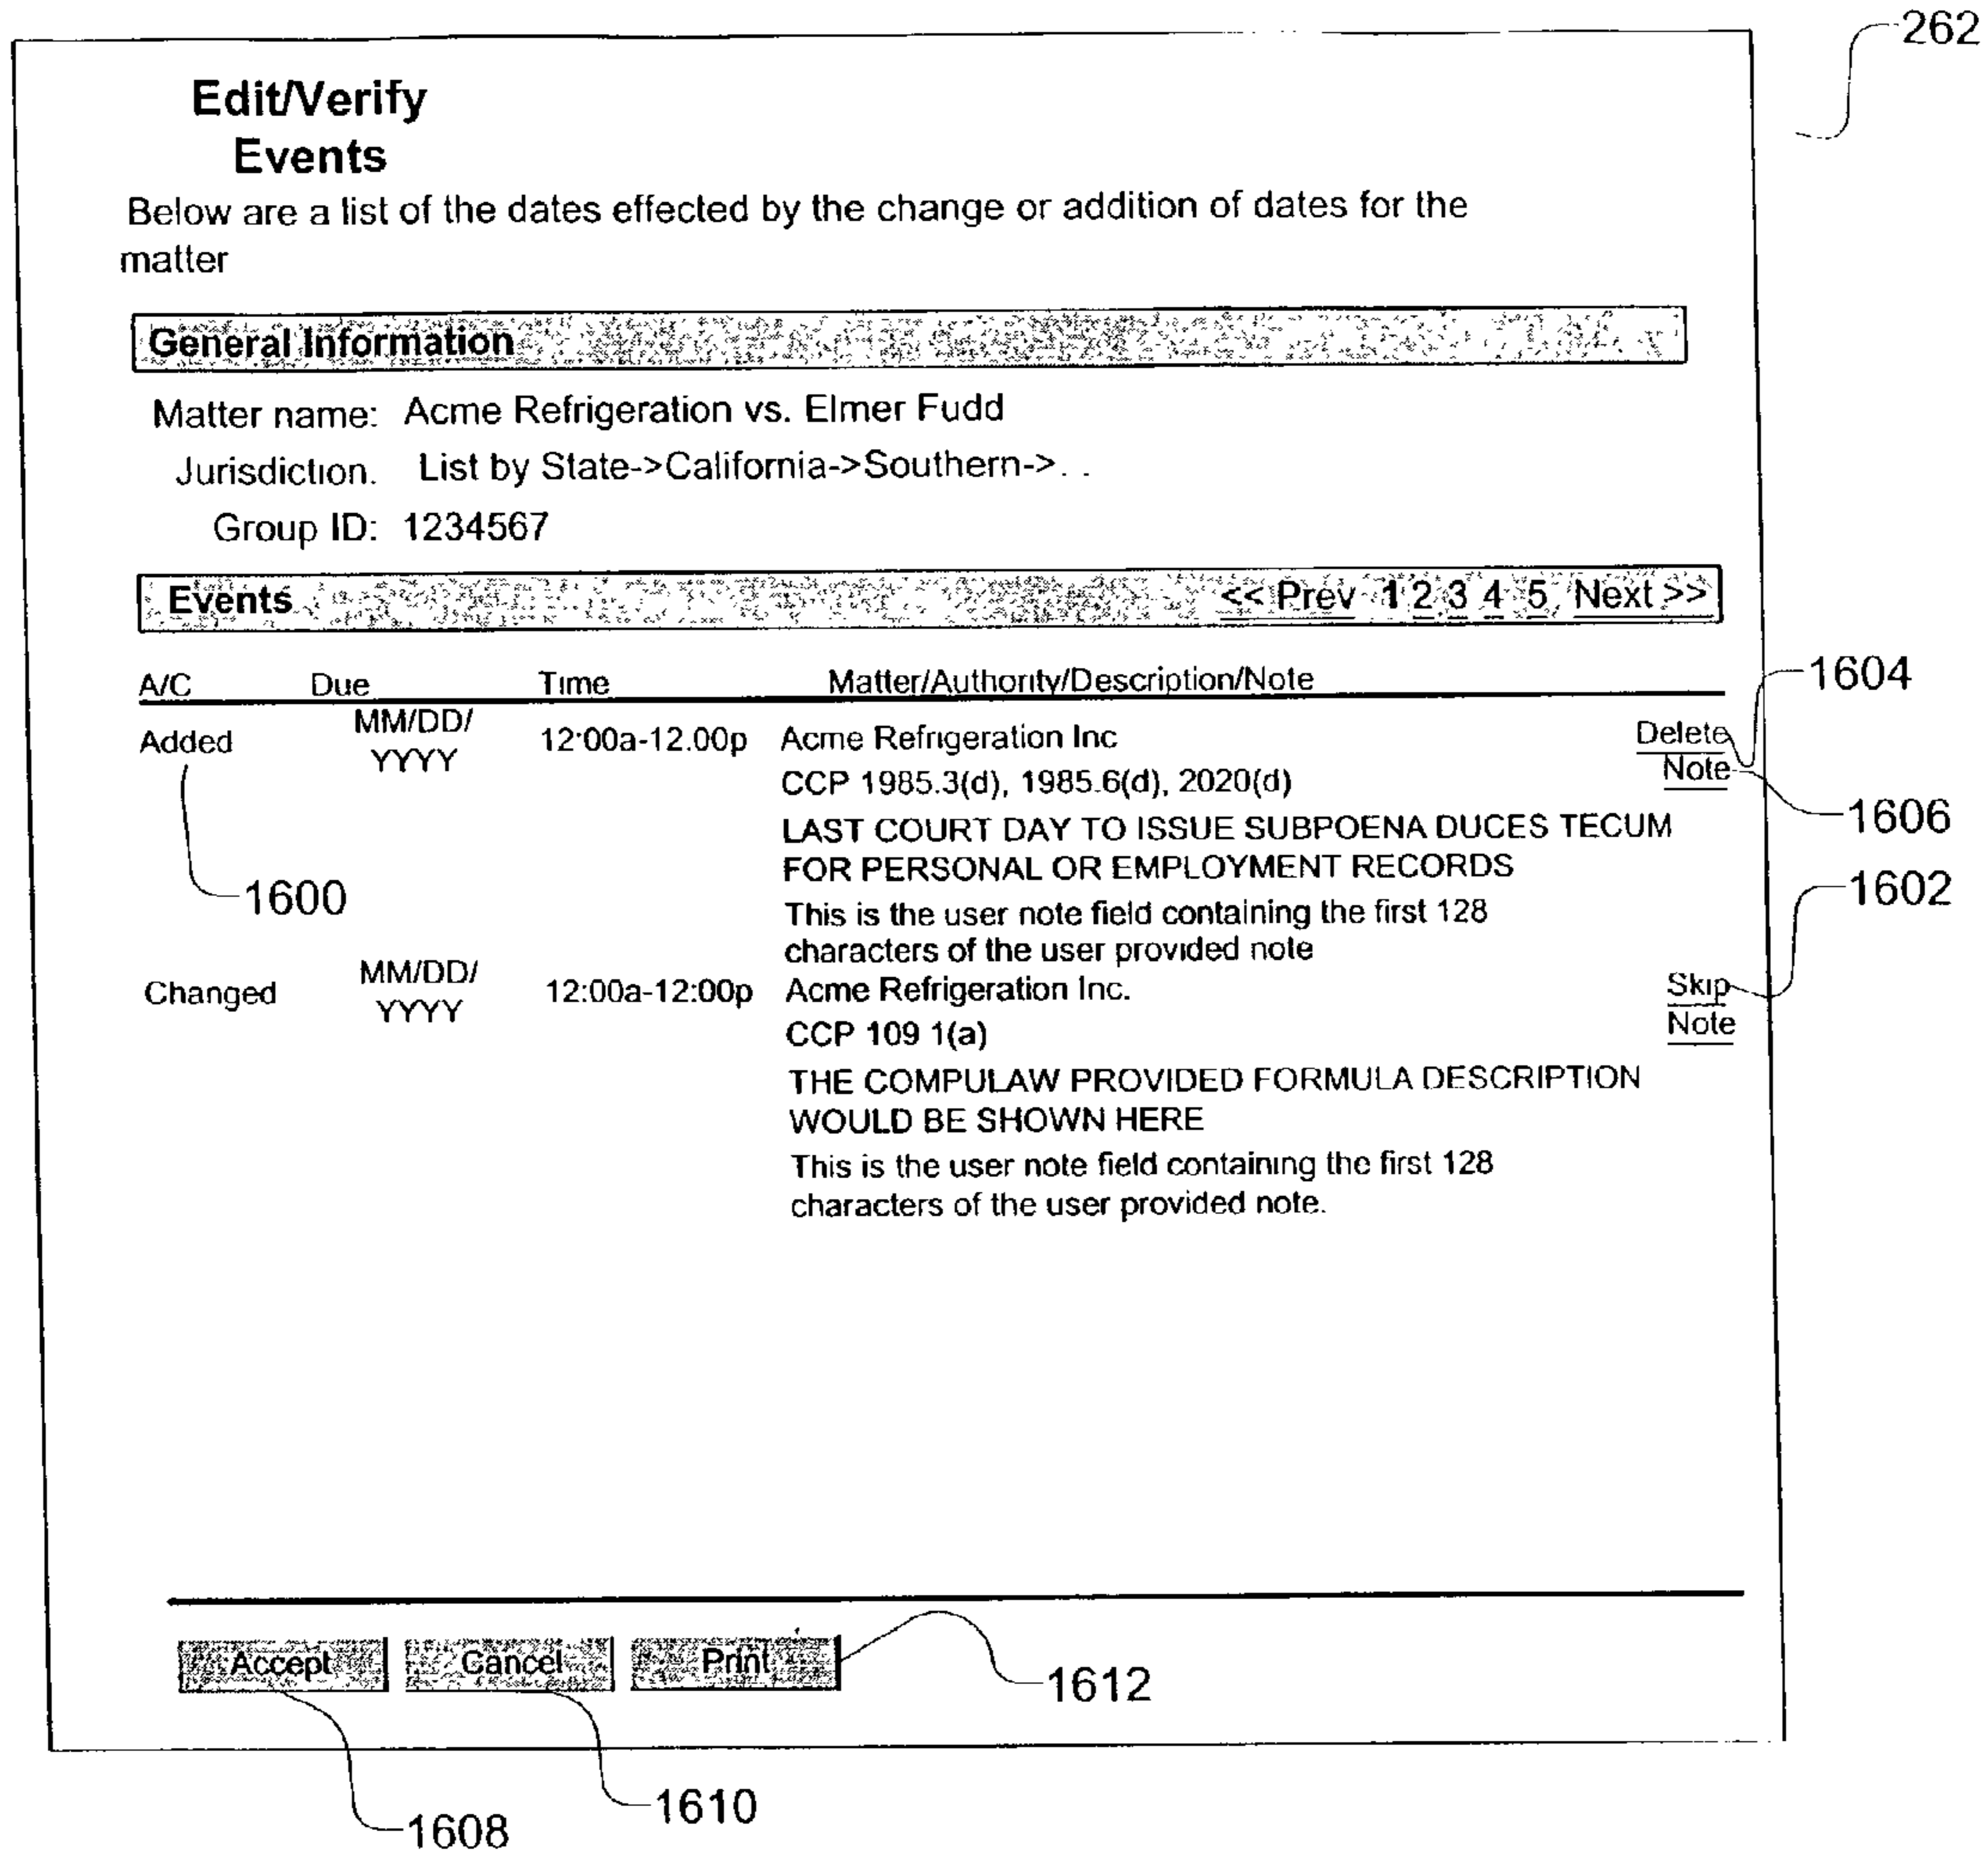 262
Edit/Verify
Events
Below are a list of the dates effected by the change or addition of dates for the
matter
General Information
Matter name: Acme Refrigeration vs. Elmer Fudd
Jurisdiction. List by State->California->Southern->. .
Group ID: 1234567
Events << Prev 1 2 3 4 5 Next >>
A/C Due Time Matter/Authority/Description/Note
1604
Added MM/DD/ 12:00a-12.00p Acme Refrigeration Inc Delete
YYYY
CCP 1985.3(d), 1985.6(d), 2020(d) Note
1606
LAST COURT DAY TO ISSUE SUBPOENA DUCES TECUM
FOR PERSONAL OR EMPLOYMENT RECORDS
1602
1600
This is the user note field containing the first 128
characters of the user provided note
Changed MM/DD/ 12:00a-12:00p Acme Refrigeration Inc. Skip
YYYY
CCP 109 1(a) Note
THE COMPULAW PROVIDED FORMULA DESCRIPTION
WOULD BE SHOWN HERE
This is the user note field containing the first 128
characters of the user provided note.
Accept Cancel Print
1612
1610
1608